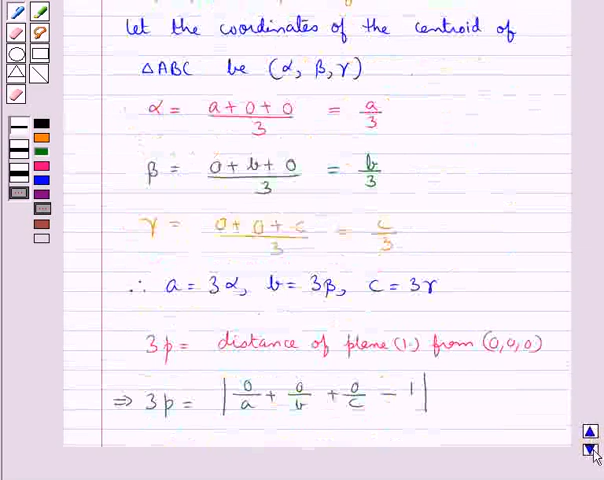 let the coordinates of the centroid of
△ABC be (α, β, γ)
α = a+0+0/3 = a/3
β = 0+b+0/3 = b/3
γ = 0+0+c/3 = c/3
∴ a = 3α, b = 3β, c = 3γ
3p = distance of plane (1) from (0,0,0)
⇒ 3p = |0/a + 0/b + 0/c - 1|